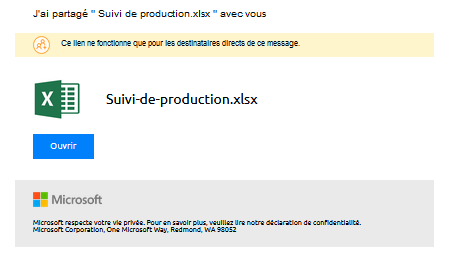 J'ai partagé " Suivi de production.xlsx " avec vous
Ce lien ne fonctionne que pour les destinataires directs de ce message.
X
Suivi-de-production.xlsx
Ouvrir
Microsoft
Microsoft respecte votre vie privée. Pour en savoir plus, veuillez lire notre déclaration de confidentialité.
Microsoft Corporation, One Microsoft Way, Redmond, WA 98052